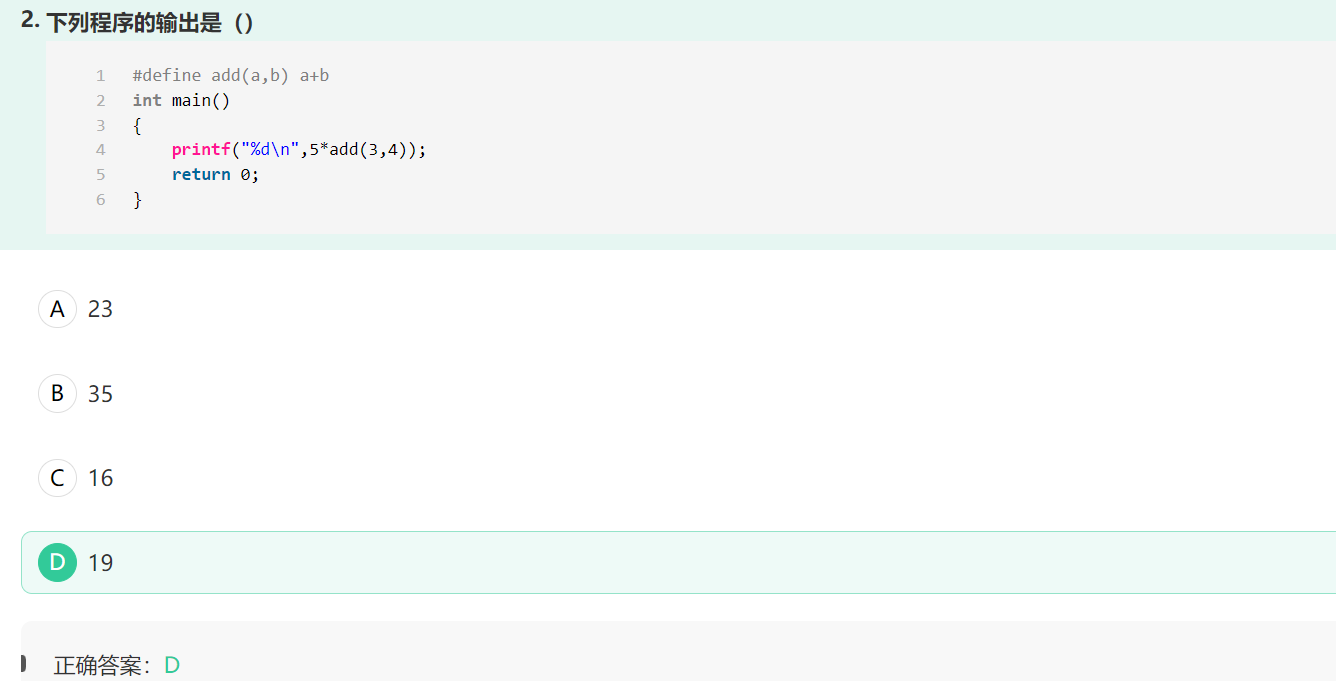 2. 下列程序的输出是（）
1 #define add(a,b) a+b
2 int main()
3 {
4     printf("%d\n",5*add(3,4));
5     return 0;
6 }
A 23
B 35
C 16
D 19
正确答案：D